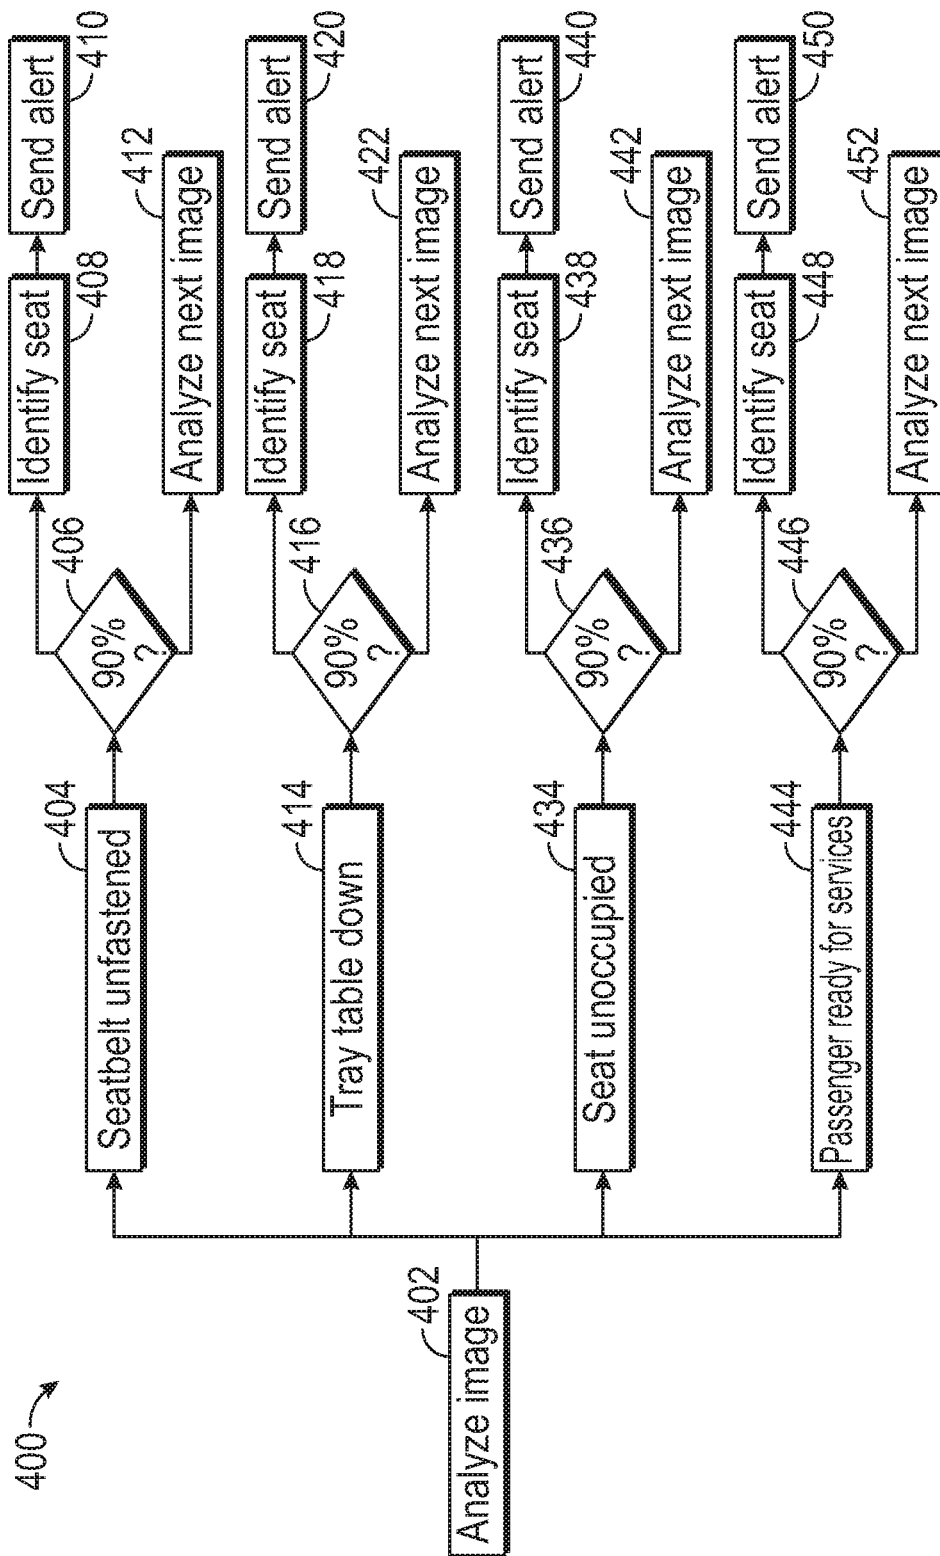 400
402
Analyze image
404
Seatbelt unfastened
406
90%
?
408
Identify seat
410
Send alert
412
Analyze next image
414
Tray table down
416
90%
?
418
Identify seat
420
Send alert
422
Analyze next image
434
Seat unoccupied
436
90%
?
438
Identify seat
440
Send alert
442
Analyze next image
444
Passenger ready for services
446
90%
?
448
Identify seat
450
Send alert
452
Analyze next image